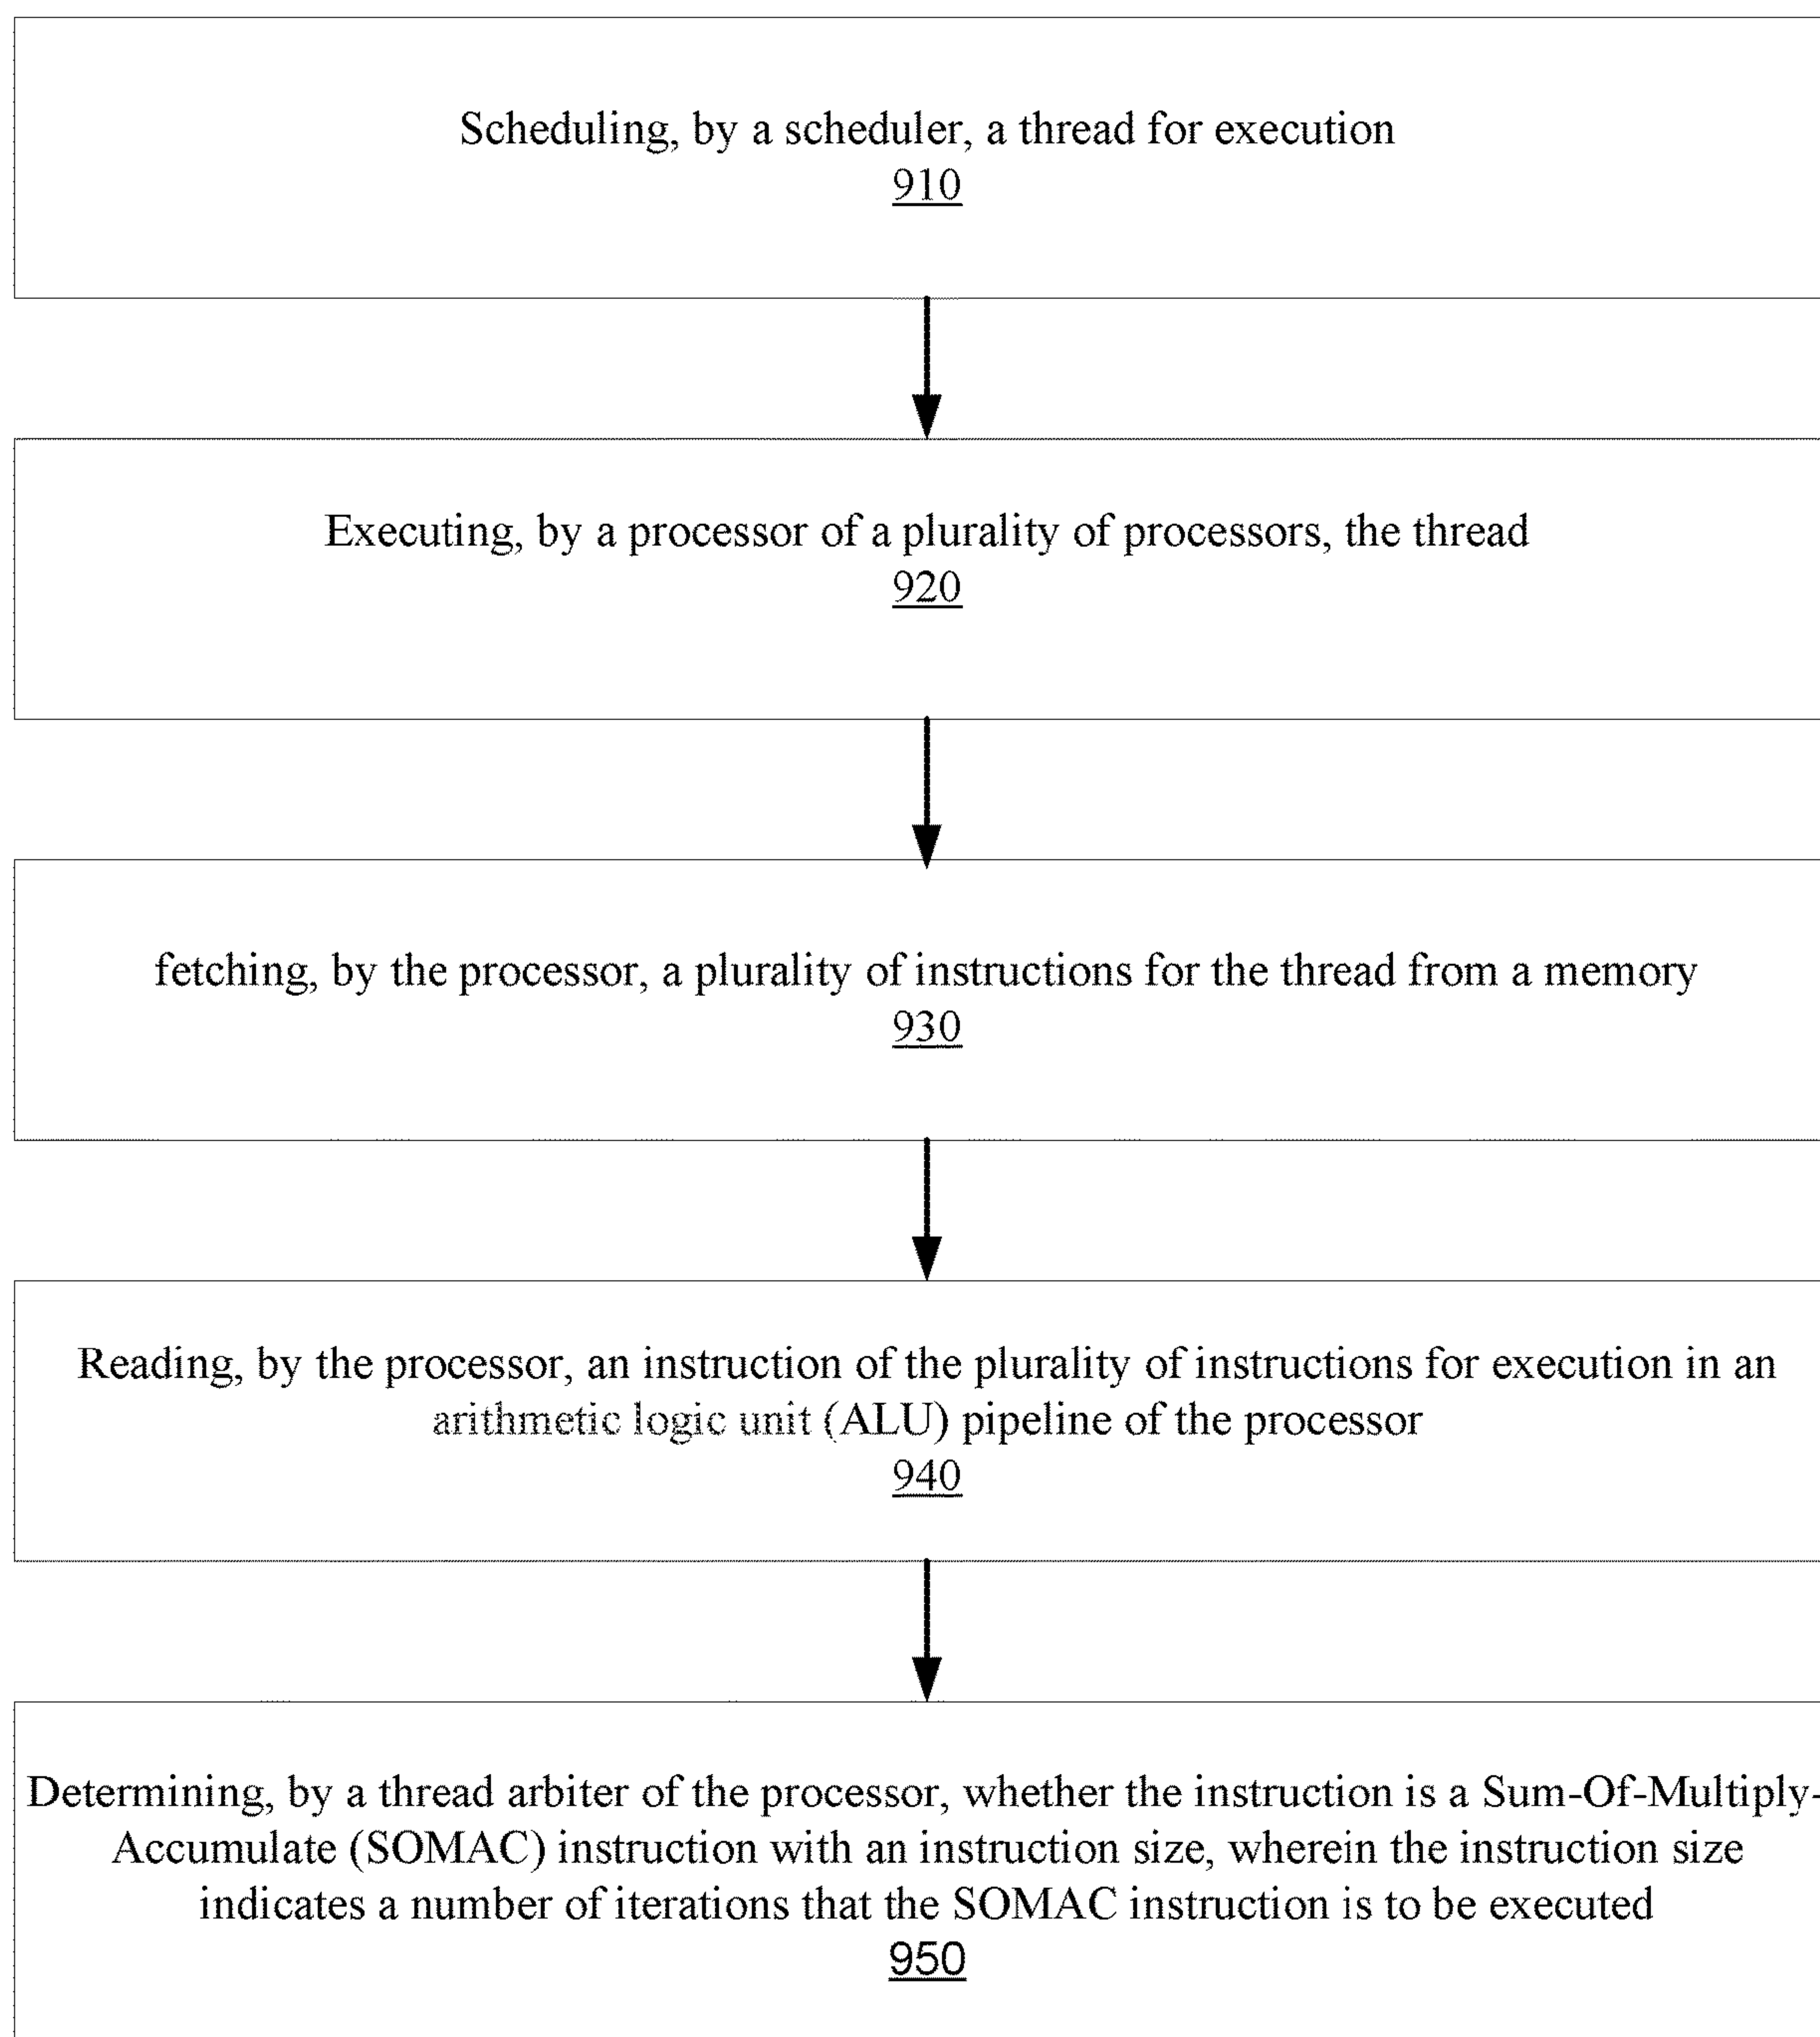 Scheduling, by a scheduler, a thread for execution
910
Executing, by a processor of a plurality of processors, the thread
920
fetching, by the processor, a plurality of instructions for the thread from a memory
930
Reading, by the processor, an instruction of the plurality of instructions for execution in an
arithmetic logic unit (ALU) pipeline of the processor
940
Determining, by a thread arbiter of the processor, whether the instruction is a Sum-Of-Multiply-
Accumulate (SOMAC) instruction with an instruction size, wherein the instruction size
indicates a number of iterations that the SOMAC instruction is to be executed
950